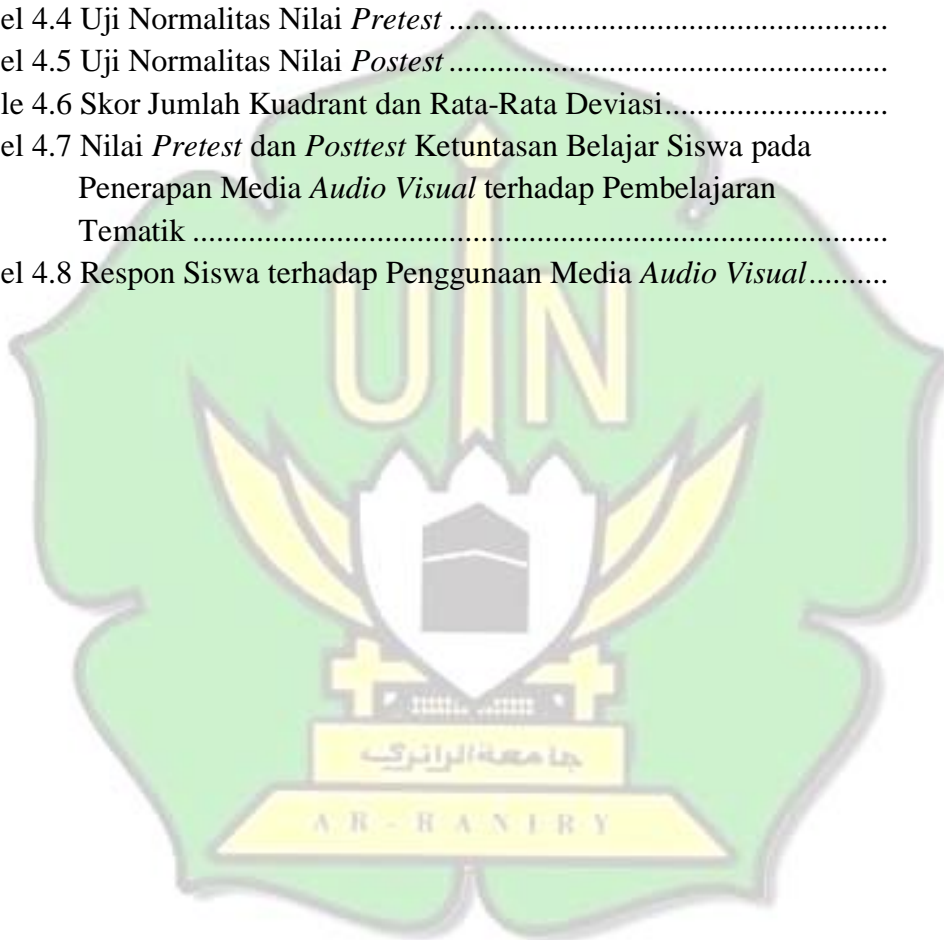 el 4.4 Uji Normalitas Nilai Pretest .......................................................
el 4.5 Uji Normalitas Nilai Postest .......................................................
le 4.6 Skor Jumlah Kuadrant dan Rata-Rata Deviasi............................
el 4.7 Nilai Pretest dan Posttest Ketuntasan Belajar Siswa pada
Penerapan Media Audio Visual terhadap Pembelajaran
Tematik .......................................................................................
el 4.8 Respon Siswa terhadap Penggunaan Media Audio Visual..........
UIN
جامعة الرانري
AR - RANIRY